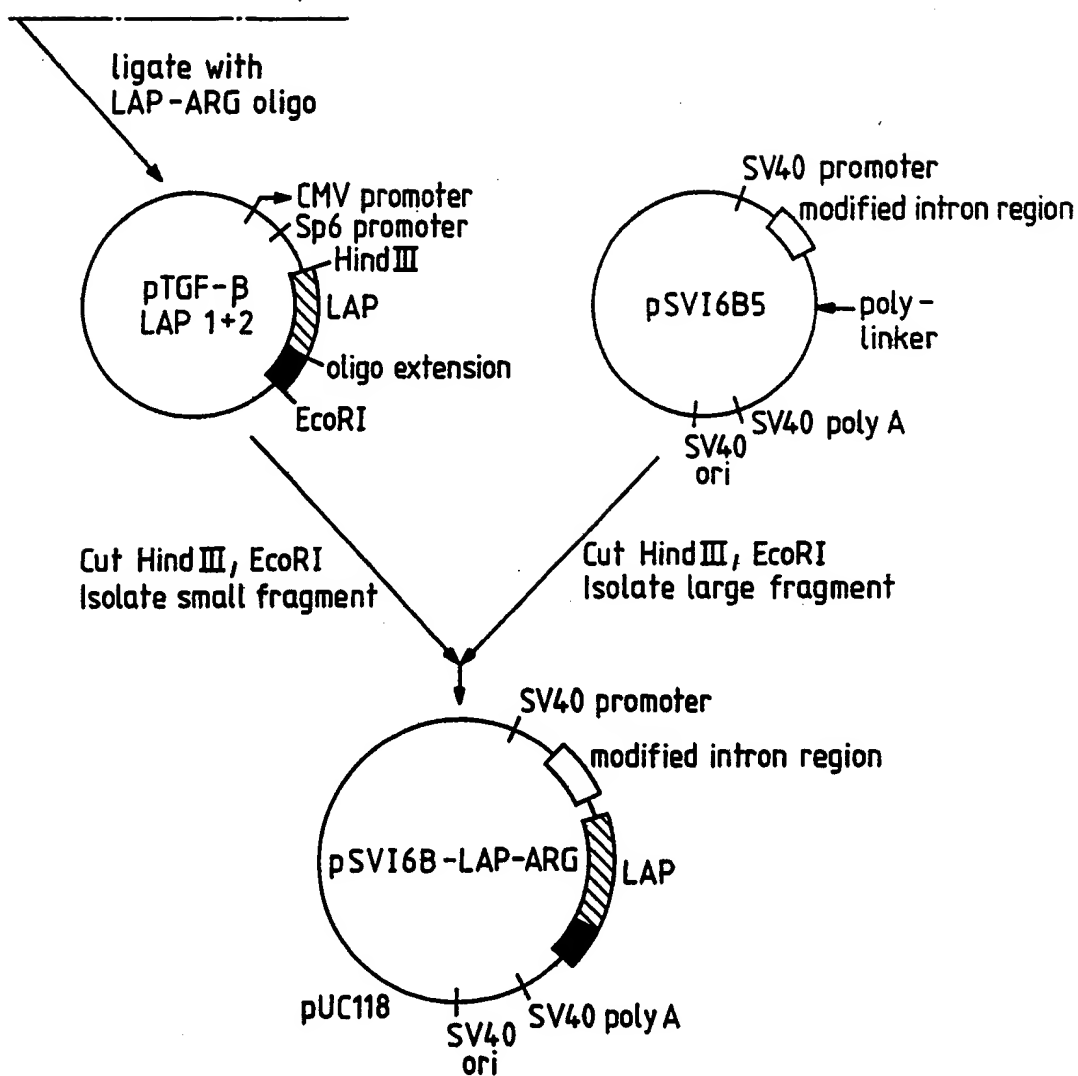 ligate with
LAP-ARG oligo
CMV promoter
Sp6 promoter
HindIII
LAP
oligo extension
EcoRI
pTGF-β
LAP 1+2
SV40 promoter
modified intron region
pSVI6B5
poly-
linker
SV40 poly A
SV40
ori
Cut HindIII, EcoRI
Isolate small fragment
Cut HindIII, EcoRI
Isolate large fragment
SV40 promoter
modified intron region
pSVI6B-LAP-ARG
LAP
pUC118
SV40 poly A
SV40
ori